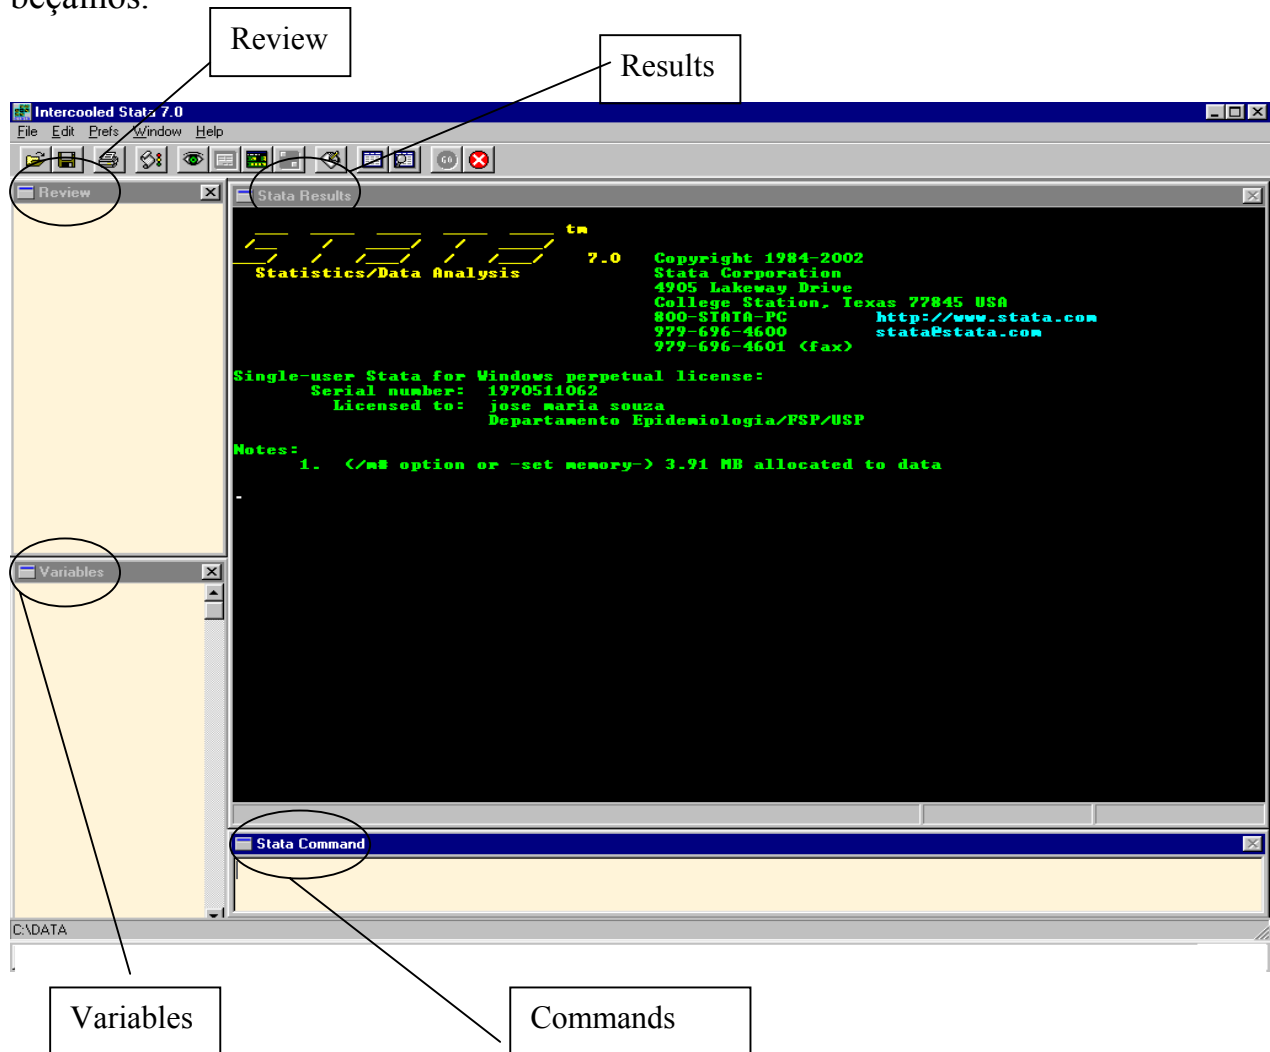 beçamos.
Review
Results
Intercooled Stata 7.0
File Edit Prefs Window Help
GO
Review
Stata Results
tm
STATA 7.0 Copyright 1984-2002
Statistics/Data Analysis Stata Corporation
4905 Lakeway Drive
College Station, Texas 77845 USA
800-STATA-PC http://www.stata.com
979-696-4600 stata@stata.com
979-696-4601 (fax)
Single-user Stata for Windows perpetual license:
Serial number: 1970511062
Licensed to: jose maria souza
Departamento Epidemiologia/FSP/USP
Notes:
1. (/m# option or -set memory-) 3.91 MB allocated to data
-
Variables
Stata Command
C:\DATA
Variables
Commands